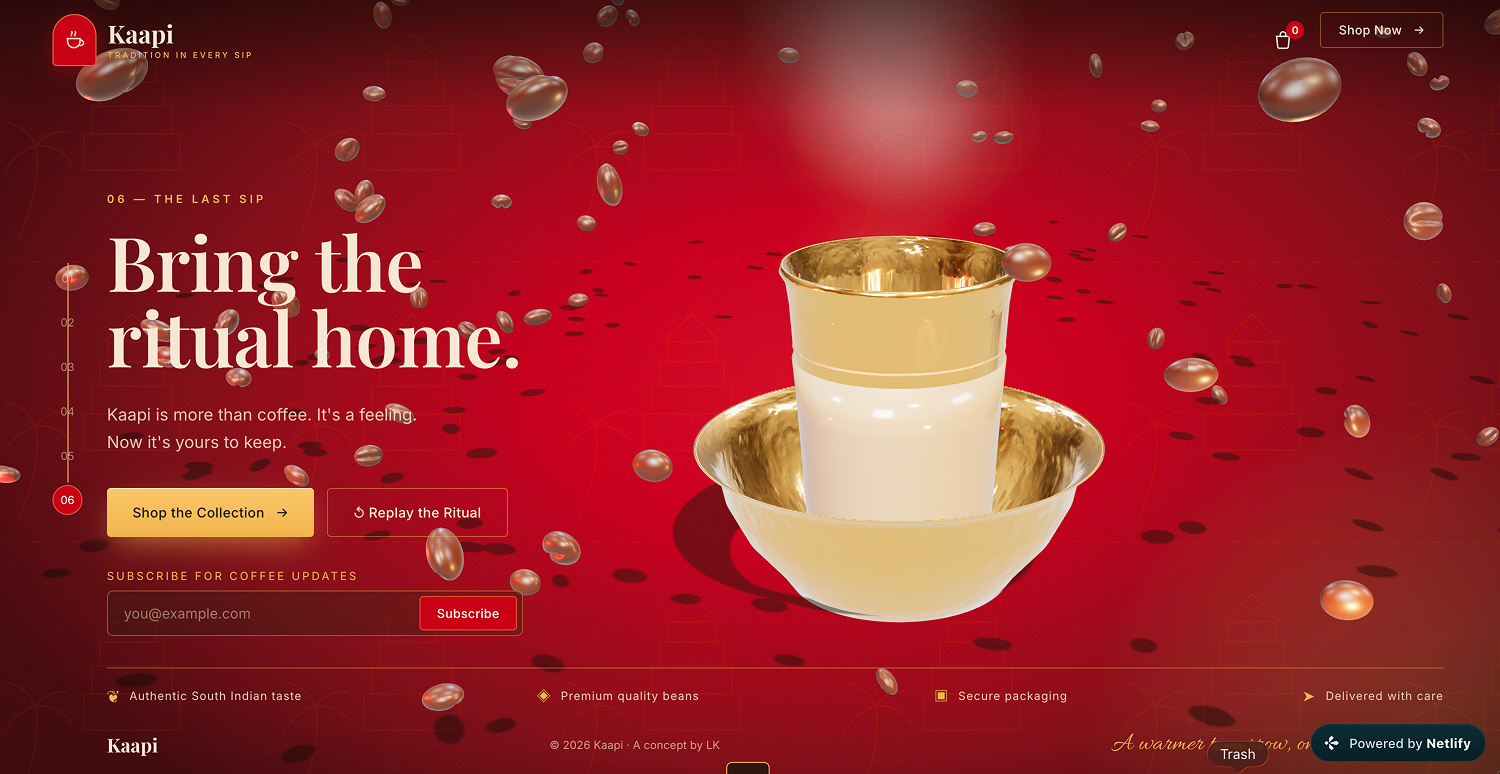 Kaapi
TRADITION IN EVERY SIP
0
Shop Now →
06 — THE LAST SIP
Bring the
ritual home.
02
03
04
05
06
Kaapi is more than coffee. It's a feeling.
Now it's yours to keep.
Shop the Collection →
Replay the Ritual
SUBSCRIBE FOR COFFEE UPDATES
you@example.com
Subscribe
Authentic South Indian taste
Premium quality beans
Secure packaging
Delivered with care
Kaapi
© 2026 Kaapi · A concept by LK
A warmer
Powered by Netlify
Trash